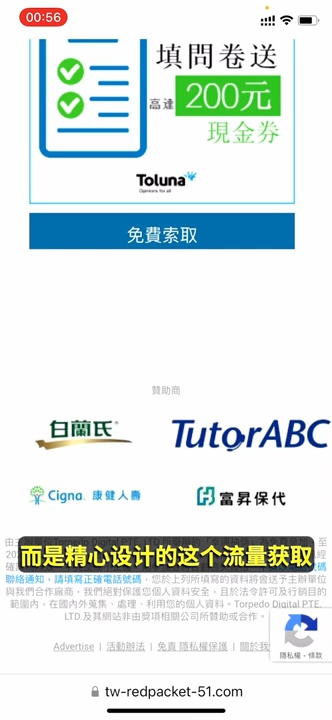 00:56
填問卷送
高達 200元
現金券
Toluna
Opinions for all
免費索取
贊助商
白蘭氏
TutorABC
Cigna. 康健人壽
富昇保代
而是精心设计的这个流量获取
聯絡通知，請填寫正確電話號碼，您於上列所填寫的資料將會送予主辦單位
與我們合作廠商，我們絕對保護您個人資料安全，且於法令許可及行銷目的
範圍內，在國內外蒐集、處理、利用您的個人資料。Torpedo Digital PTE.
LTD.及其網站非由獎項相關公司所贊助或合作。
Advertise | 活動辦法 | 免責 隱私權保護 | 關於我
隱私權 - 條款
tw-redpacket-51.com